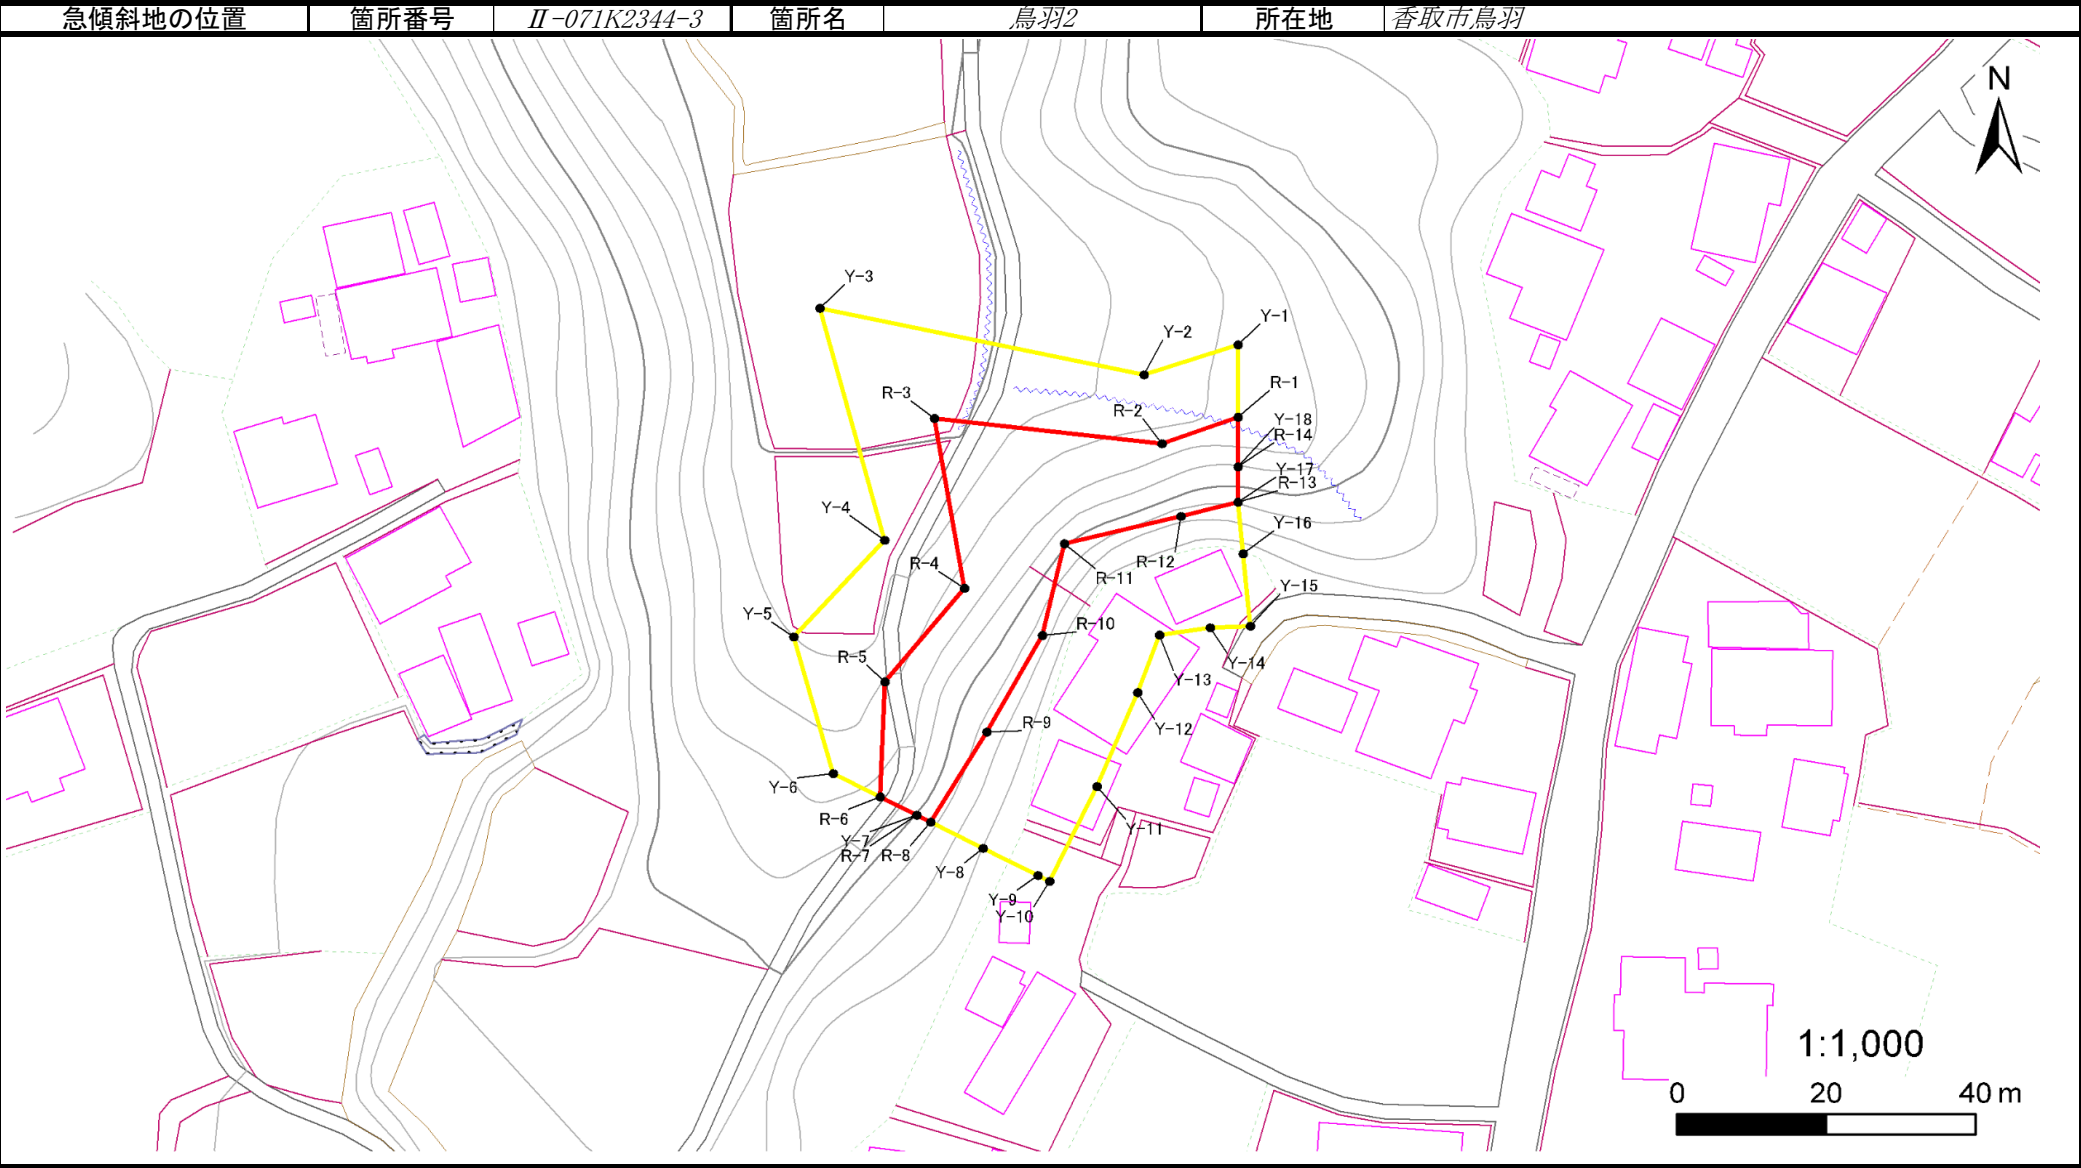 急傾斜地の位置 箇所番号 Ⅱ-071K2344-3 箇所名 鳥羽2 所在地 香取市鳥羽
N
Y-3
Y-1
Y-2
R-1
R-3
R-2
Y-18
R-14
Y-17
R-13
Y-4
Y-16
R-12
R-4
R-11
Y-15
Y-5
R-10
R-5
Y-14
Y-13
R-9
Y-12
Y-6
R-6
Y-11
Y-7
R-7
R-8
Y-8
Y-9
Y-10
1:1,000
0 20 40 m